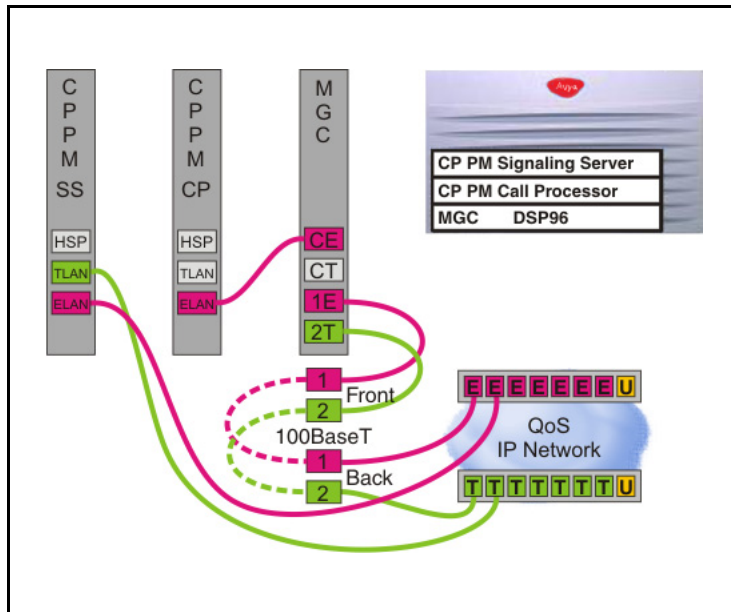 C P P M SS
HSP
TLAN
ELAN
C P P M CP
HSP
TLAN
ELAN
M G C
CE
CT
1E
2T
1
Front
2
100BaseT
1
Back
2
AVAYA
CP PM Signaling Server
CP PM Call Processor
MGC DSP96
E E E E E E E U
QoS
IP Network
T T T T T T T U